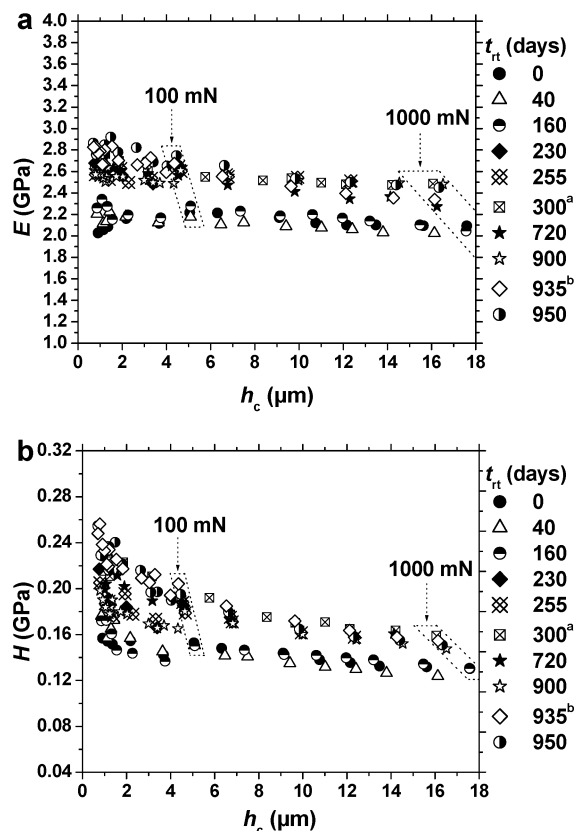 a
4.0
3.8
3.6
3.4
3.2
3.0
2.8
2.6
2.4
2.2
2.0
1.8
1.6
1.4
1.2
1.0
E (GPa)
100 mN
1000 mN
0 2 4 6 8 10 12 14 16 18
hc (µm)
trt (days)
0
40
160
230
255
300a
720
900
935b
950
b
0.32
0.28
0.24
0.20
0.16
0.12
0.08
0.04
H (GPa)
100 mN
1000 mN
0 2 4 6 8 10 12 14 16 18
hc (µm)
trt (days)
0
40
160
230
255
300a
720
900
935b
950